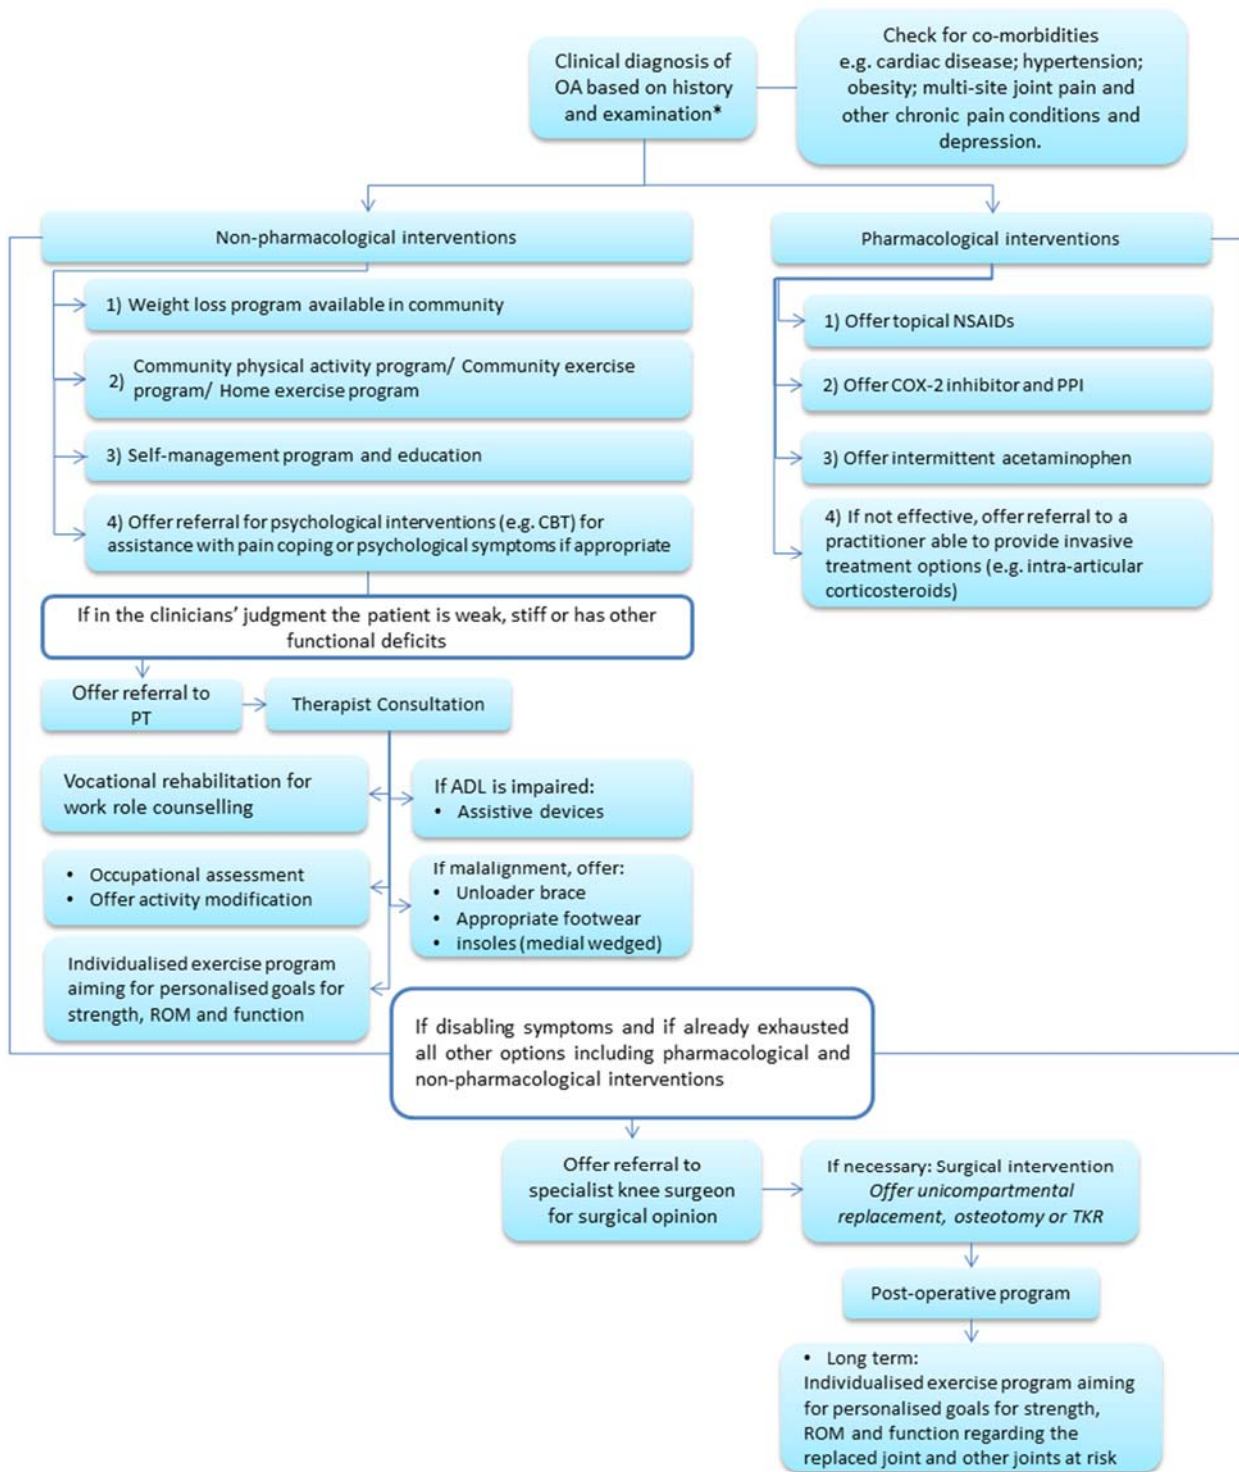 Clinical diagnosis of
OA based on history
and examination*
Check for co-morbidities
e.g. cardiac disease; hypertension;
obesity; multi-site joint pain and
other chronic pain conditions and
depression.
Non-pharmacological interventions
1) Weight loss program available in community
2) Community physical activity program/ Community exercise
program/ Home exercise program
3) Self-management program and education
4) Offer referral for psychological interventions (e.g. CBT) for
assistance with pain coping or psychological symptoms if appropriate
Pharmacological interventions
1) Offer topical NSAIDs
2) Offer COX-2 inhibitor and PPI
3) Offer intermittent acetaminophen
4) If not effective, offer referral to a
practitioner able to provide invasive
treatment options (e.g. intra-articular
corticosteroids)
If in the clinicians’ judgment the patient is weak, stiff or has other
functional deficits
Offer referral to
PT
Therapist Consultation
Vocational rehabilitation for
work role counselling
• Occupational assessment
• Offer activity modification
Individualised exercise program
aiming for personalised goals for
strength, ROM and function
If ADL is impaired:
• Assistive devices
If malalignment, offer:
• Unloader brace
• Appropriate footwear
• insoles (medial wedged)
If disabling symptoms and if already exhausted
all other options including pharmacological and
non-pharmacological interventions
Offer referral to
specialist knee surgeon
for surgical opinion
If necessary: Surgical intervention
Offer unicompartmental
replacement, osteotomy or TKR
Post-operative program
• Long term:
Individualised exercise program aiming
for personalised goals for strength,
ROM and function regarding the
replaced joint and other joints at risk